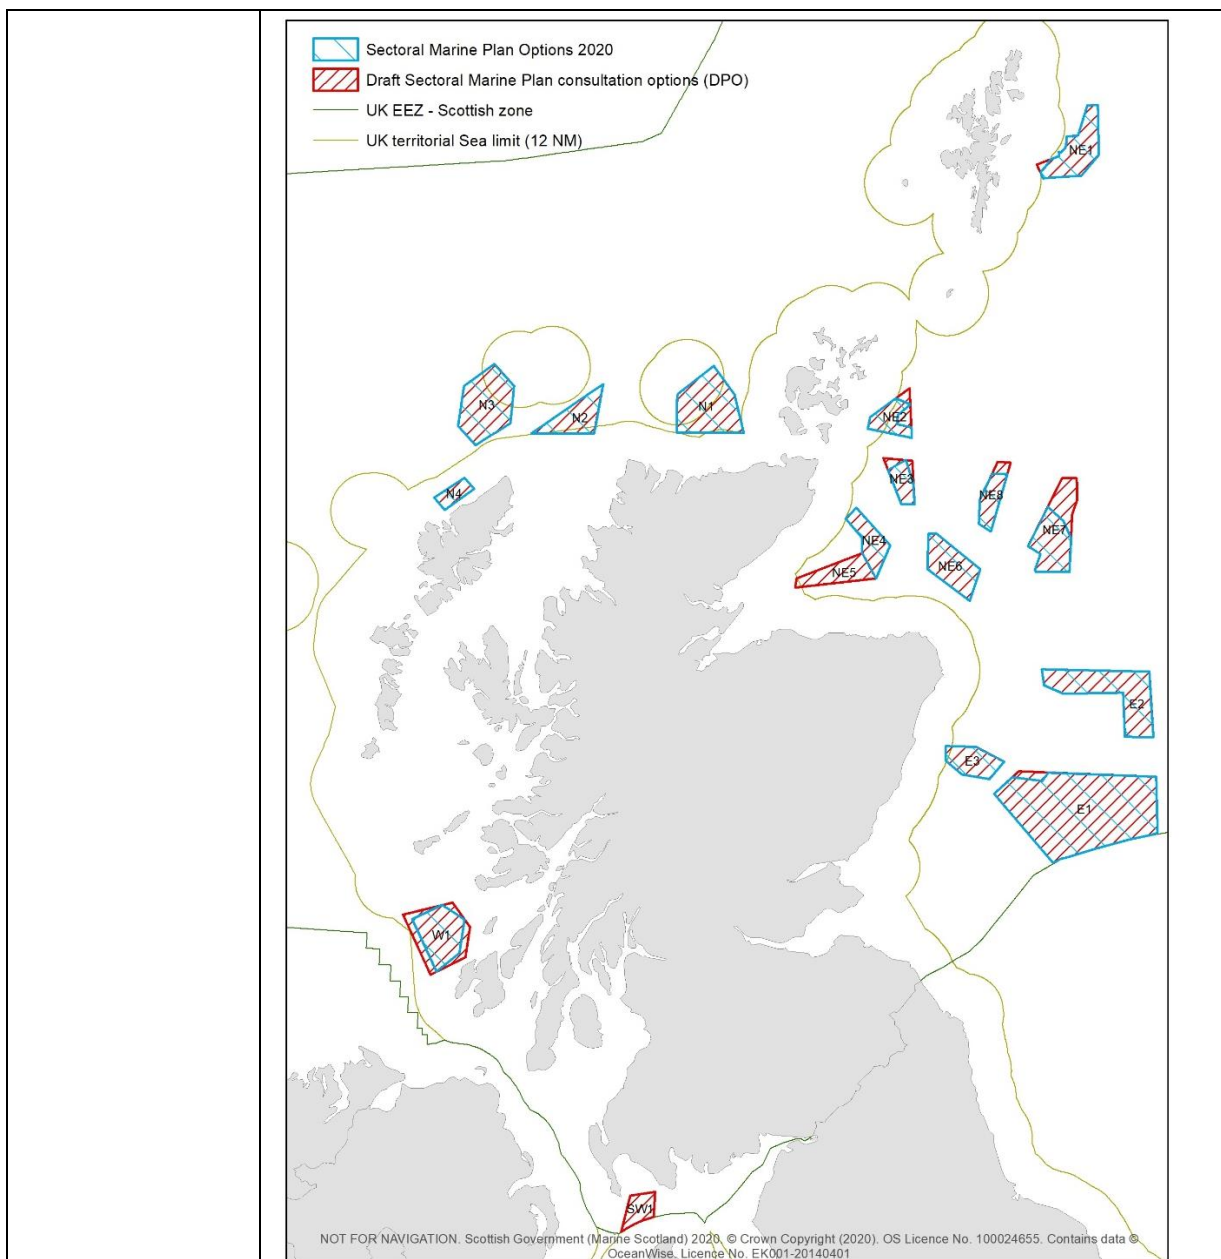 Sectoral Marine Plan Options 2020
Draft Sectoral Marine Plan consultation options (DPO)
UK EEZ - Scottish zone
UK territorial Sea limit (12 NM)
NE1
N3
N2
N1
NE2
N4
NE3
NE8
NE7
NE4
NE5
NE6
E2
E3
E1
W1
SW1
NOT FOR NAVIGATION. Scottish Government (Marine Scotland) 2020. © Crown Copyright (2020). OS Licence No. 100024655. Contains data ©
OceanWise. Licence No. EK001-20140401